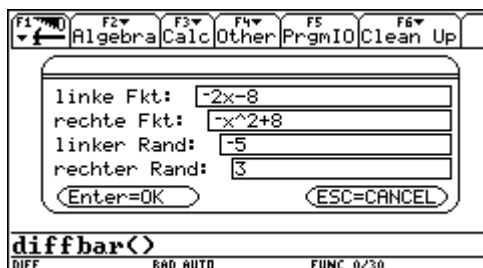 F1 F2 F3 F4 F5 F6
Algebra Calc Other PrgmIO Clean Up
linke Fkt: -2x-8
rechte Fkt: -x^2+8
linker Rand: -5
rechter Rand: 3
Enter=OK ESC=CANCEL
diffbar()
DIFF RAD AUTO FUNC 0/30